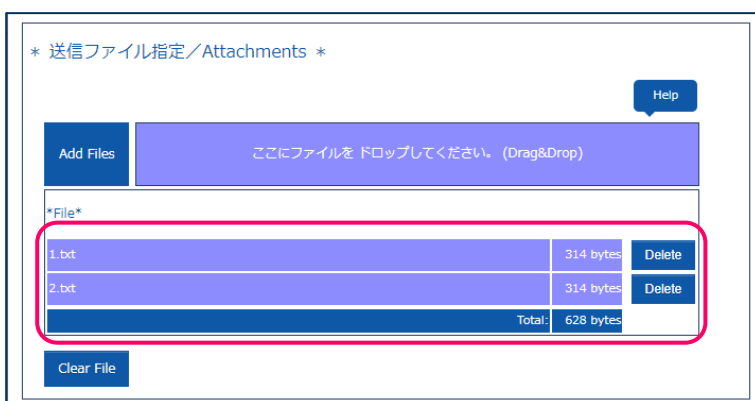 * 送信ファイル指定／Attachments *
Help
Add Files
ここにファイルを ドロップしてください。 (Drag&Drop)
*File*
1.txt 314 bytes Delete
2.txt 314 bytes Delete
Total: 628 bytes
Clear File